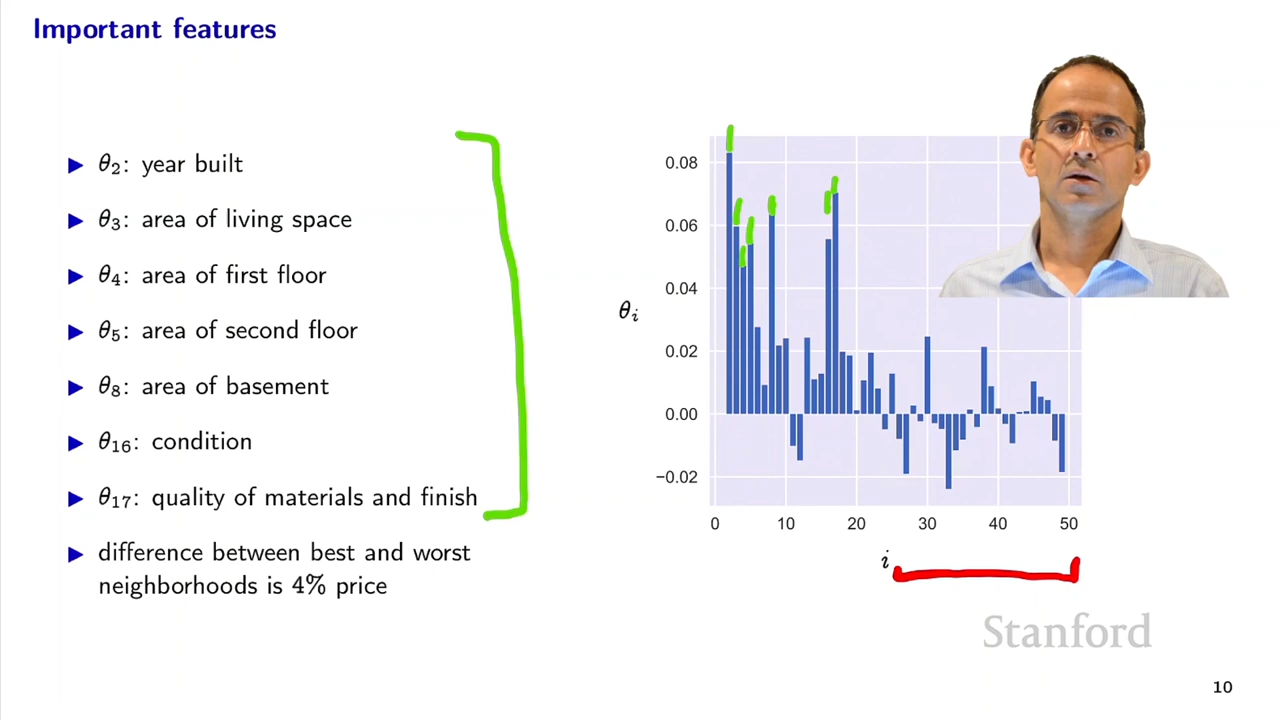 Important features
▶ θ₂: year built
▶ θ₃: area of living space
▶ θ₄: area of first floor
▶ θ₅: area of second floor
▶ θ₈: area of basement
▶ θ₁₆: condition
▶ θ₁₇: quality of materials and finish
▶ difference between best and worst
neighborhoods is 4% price
θᵢ
0.08
0.06
0.04
0.02
0.00
−0.02
0 10 20 30 40 50
i
Stanford
10